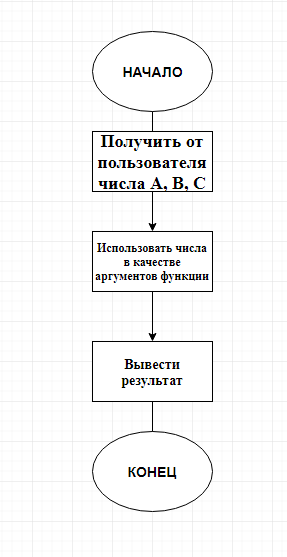 НАЧАЛО
Получить от
пользователя
числа A, B, C
Использовать числа
в качестве
аргументов функции
Вывести
результат
КОНЕЦ